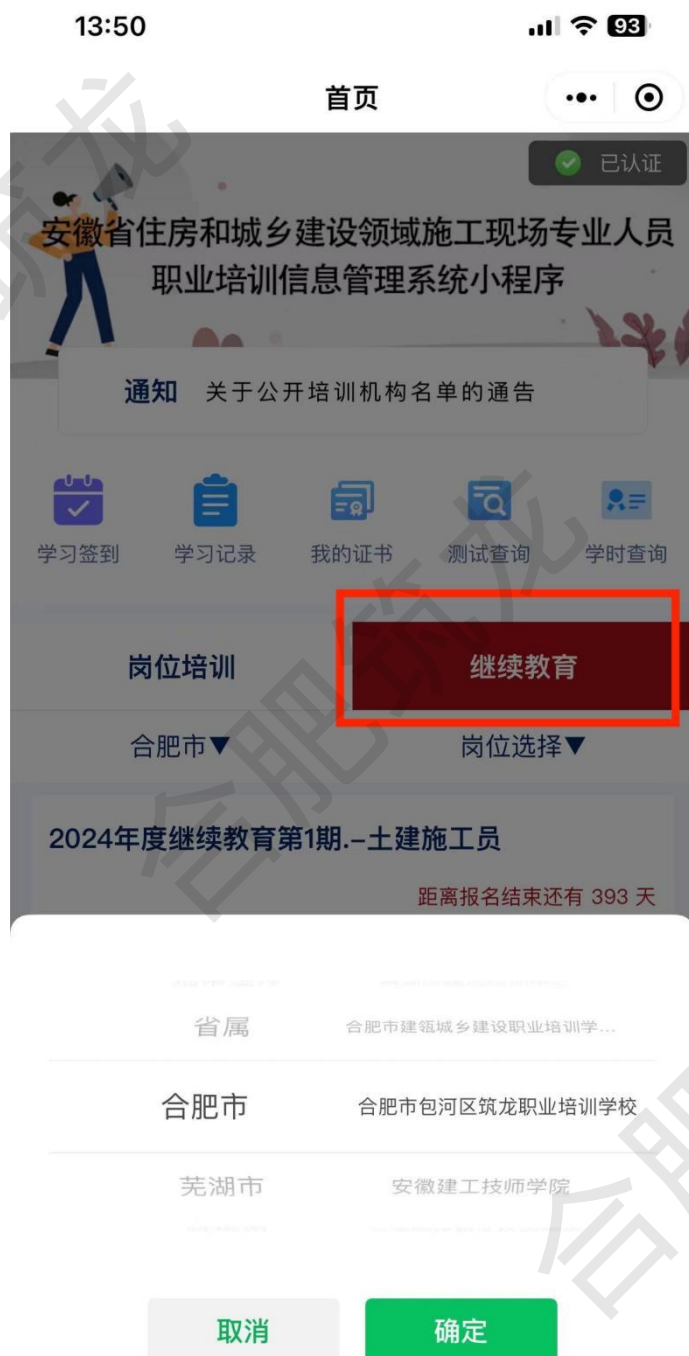 13:50
93
首页
已认证
安徽省住房和城乡建设领域施工现场专业人员
职业培训信息管理系统小程序
通知 关于公开培训机构名单的通告
学习签到 学习记录 我的证书 测试查询 学时查询
岗位培训 继续教育
合肥市▼ 岗位选择▼
2024年度继续教育第1期.–土建施工员
距离报名结束还有 393 天
省属 合肥市建瓴城乡建设职业培训学...
合肥市 合肥市包河区筑龙职业培训学校
芜湖市 安徽建工技师学院
取消 确定
合肥筑龙